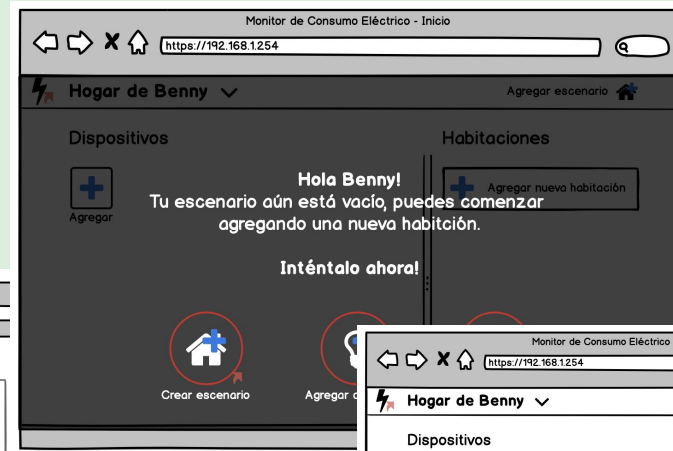 Monitor de Consumo Eléctrico - Inicio
https://192.168.1.254
Hogar de Benny
Agregar escenario
Dispositivos
Habitaciones
Agregar
Agregar nueva habitación
Hola Benny!
Tu escenario aún está vacío, puedes comenzar
agregando una nueva habitción.
Inténtalo ahora!
Crear escenario
Agregar
Monitor de Consumo Eléctrico
https://192.168.1.254
Hogar de Benny
Dispositivos